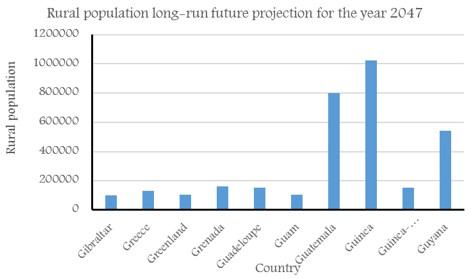 Rural population long-run future projection for the year 2047
1200000
1000000
800000
600000
400000
200000
0
Rural population
Gibraltar
Greece
Greenland
Grenada
Guadeloupe
Guam
Guatemala
Guinea
Guinea-…
Guyana
Country